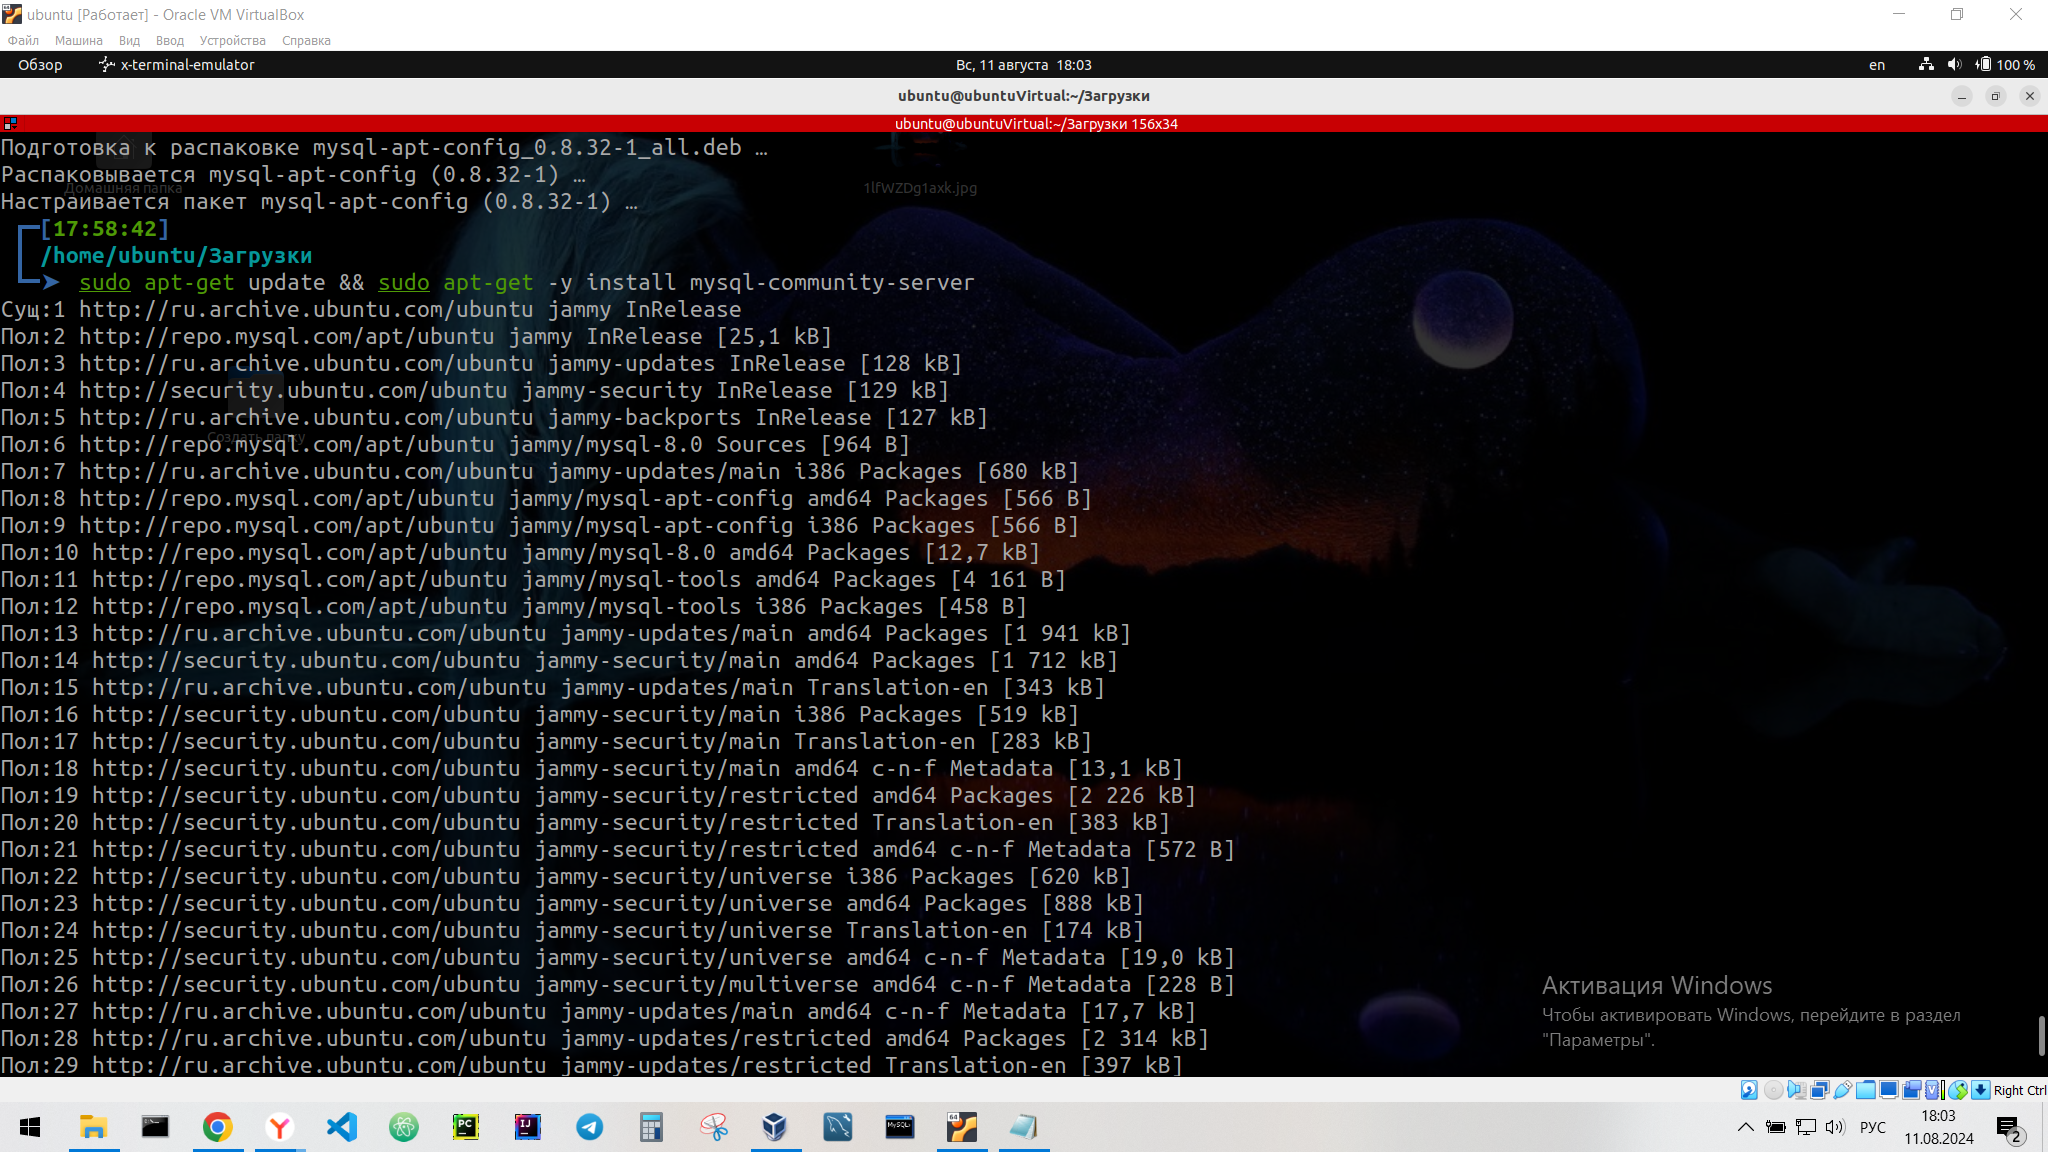 ubuntu [Работает] - Oracle VM VirtualBox
Файл Машина Вид Ввод Устройства Справка
Обзор x-terminal-emulator Вс, 11 августа 18:03 en 100 %
ubuntu@ubuntuVirtual:~/Загрузки
ubuntu@ubuntuVirtual:~/Загрузки 156x34
Подготовка к распаковке mysql-apt-config_0.8.32-1_all.deb …
Распаковывается mysql-apt-config (0.8.32-1) …
Домашняя папка 1lfWZDg1axk.jpg
Настраивается пакет mysql-apt-config (0.8.32-1) …
[17:58:42]
/home/ubuntu/Загрузки
sudo apt-get update && sudo apt-get -y install mysql-community-server
Сущ:1 http://ru.archive.ubuntu.com/ubuntu jammy InRelease
Пол:2 http://repo.mysql.com/apt/ubuntu jammy InRelease [25,1 kB]
Пол:3 http://ru.archive.ubuntu.com/ubuntu jammy-updates InRelease [128 kB]
Пол:4 http://security.ubuntu.com/ubuntu jammy-security InRelease [129 kB]
Пол:5 http://ru.archive.ubuntu.com/ubuntu jammy-backports InRelease [127 kB]
Создать папку
Пол:6 http://repo.mysql.com/apt/ubuntu jammy/mysql-8.0 Sources [964 B]
Пол:7 http://ru.archive.ubuntu.com/ubuntu jammy-updates/main i386 Packages [680 kB]
Пол:8 http://repo.mysql.com/apt/ubuntu jammy/mysql-apt-config amd64 Packages [566 B]
Пол:9 http://repo.mysql.com/apt/ubuntu jammy/mysql-apt-config i386 Packages [566 B]
Пол:10 http://repo.mysql.com/apt/ubuntu jammy/mysql-8.0 amd64 Packages [12,7 kB]
Пол:11 http://repo.mysql.com/apt/ubuntu jammy/mysql-tools amd64 Packages [4 161 B]
Пол:12 http://repo.mysql.com/apt/ubuntu jammy/mysql-tools i386 Packages [458 B]
Пол:13 http://ru.archive.ubuntu.com/ubuntu jammy-updates/main amd64 Packages [1 941 kB]
Пол:14 http://security.ubuntu.com/ubuntu jammy-security/main amd64 Packages [1 712 kB]
Пол:15 http://ru.archive.ubuntu.com/ubuntu jammy-updates/main Translation-en [343 kB]
Пол:16 http://security.ubuntu.com/ubuntu jammy-security/main i386 Packages [519 kB]
Пол:17 http://security.ubuntu.com/ubuntu jammy-security/main Translation-en [283 kB]
Пол:18 http://security.ubuntu.com/ubuntu jammy-security/main amd64 c-n-f Metadata [13,1 kB]
Пол:19 http://security.ubuntu.com/ubuntu jammy-security/restricted amd64 Packages [2 226 kB]
Пол:20 http://security.ubuntu.com/ubuntu jammy-security/restricted Translation-en [383 kB]
Пол:21 http://security.ubuntu.com/ubuntu jammy-security/restricted amd64 c-n-f Metadata [572 B]
Пол:22 http://security.ubuntu.com/ubuntu jammy-security/universe i386 Packages [620 kB]
Пол:23 http://security.ubuntu.com/ubuntu jammy-security/universe amd64 Packages [888 kB]
Пол:24 http://security.ubuntu.com/ubuntu jammy-security/universe Translation-en [174 kB]
Пол:25 http://security.ubuntu.com/ubuntu jammy-security/universe amd64 c-n-f Metadata [19,0 kB]
Пол:26 http://security.ubuntu.com/ubuntu jammy-security/multiverse amd64 c-n-f Metadata [228 B]
Пол:27 http://ru.archive.ubuntu.com/ubuntu jammy-updates/main amd64 c-n-f Metadata [17,7 kB]
Пол:28 http://ru.archive.ubuntu.com/ubuntu jammy-updates/restricted amd64 Packages [2 314 kB]
Пол:29 http://ru.archive.ubuntu.com/ubuntu jammy-updates/restricted Translation-en [397 kB]
Активация Windows
Чтобы активировать Windows, перейдите в раздел
"Параметры".
Right Ctrl
PC IJ MySQL 64
РУС 18:03
11.08.2024
2